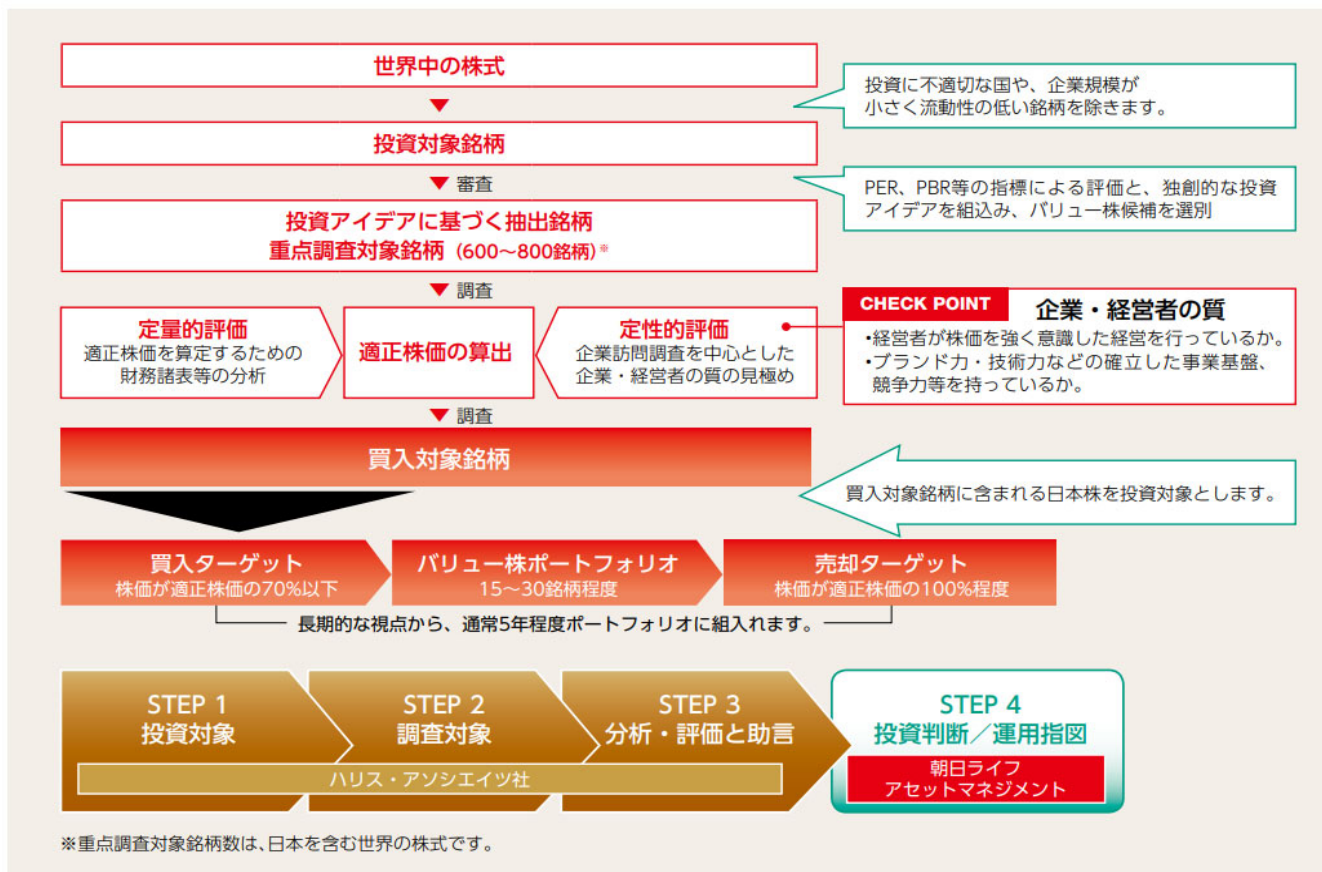 世界中の株式
▼
投資に不適切な国や、企業規模が
小さく流動性の低い銘柄を除きます。
投資対象銘柄
▼ 審査
PER、PBR等の指標による評価と、独創的な投資
アイデアを組込み、バリュー株候補を選別
投資アイデアに基づく抽出銘柄
重点調査対象銘柄（600～800銘柄）※
▼ 調査
定量的評価
適正株価を算定するための
財務諸表等の分析
適正株価の算出
定性的評価
企業訪問調査を中心とした
企業・経営者の質の見極め
CHECK POINT 企業・経営者の質
・経営者が株価を強く意識した経営を行っているか。
・ブランド力・技術力などの確立した事業基盤、
競争力等を持っているか。
▼ 調査
買入対象銘柄
買入対象銘柄に含まれる日本株を投資対象とします。
買入ターゲット
株価が適正株価の70%以下
バリュー株ポートフォリオ
15～30銘柄程度
売却ターゲット
株価が適正株価の100%程度
長期的な視点から、通常5年程度ポートフォリオに組入れます。
STEP 1
投資対象
STEP 2
調査対象
STEP 3
分析・評価と助言
ハリス・アソシエイツ社
STEP 4
投資判断／運用指図
朝日ライフ
アセットマネジメント
※重点調査対象銘柄数は、日本を含む世界の株式です。